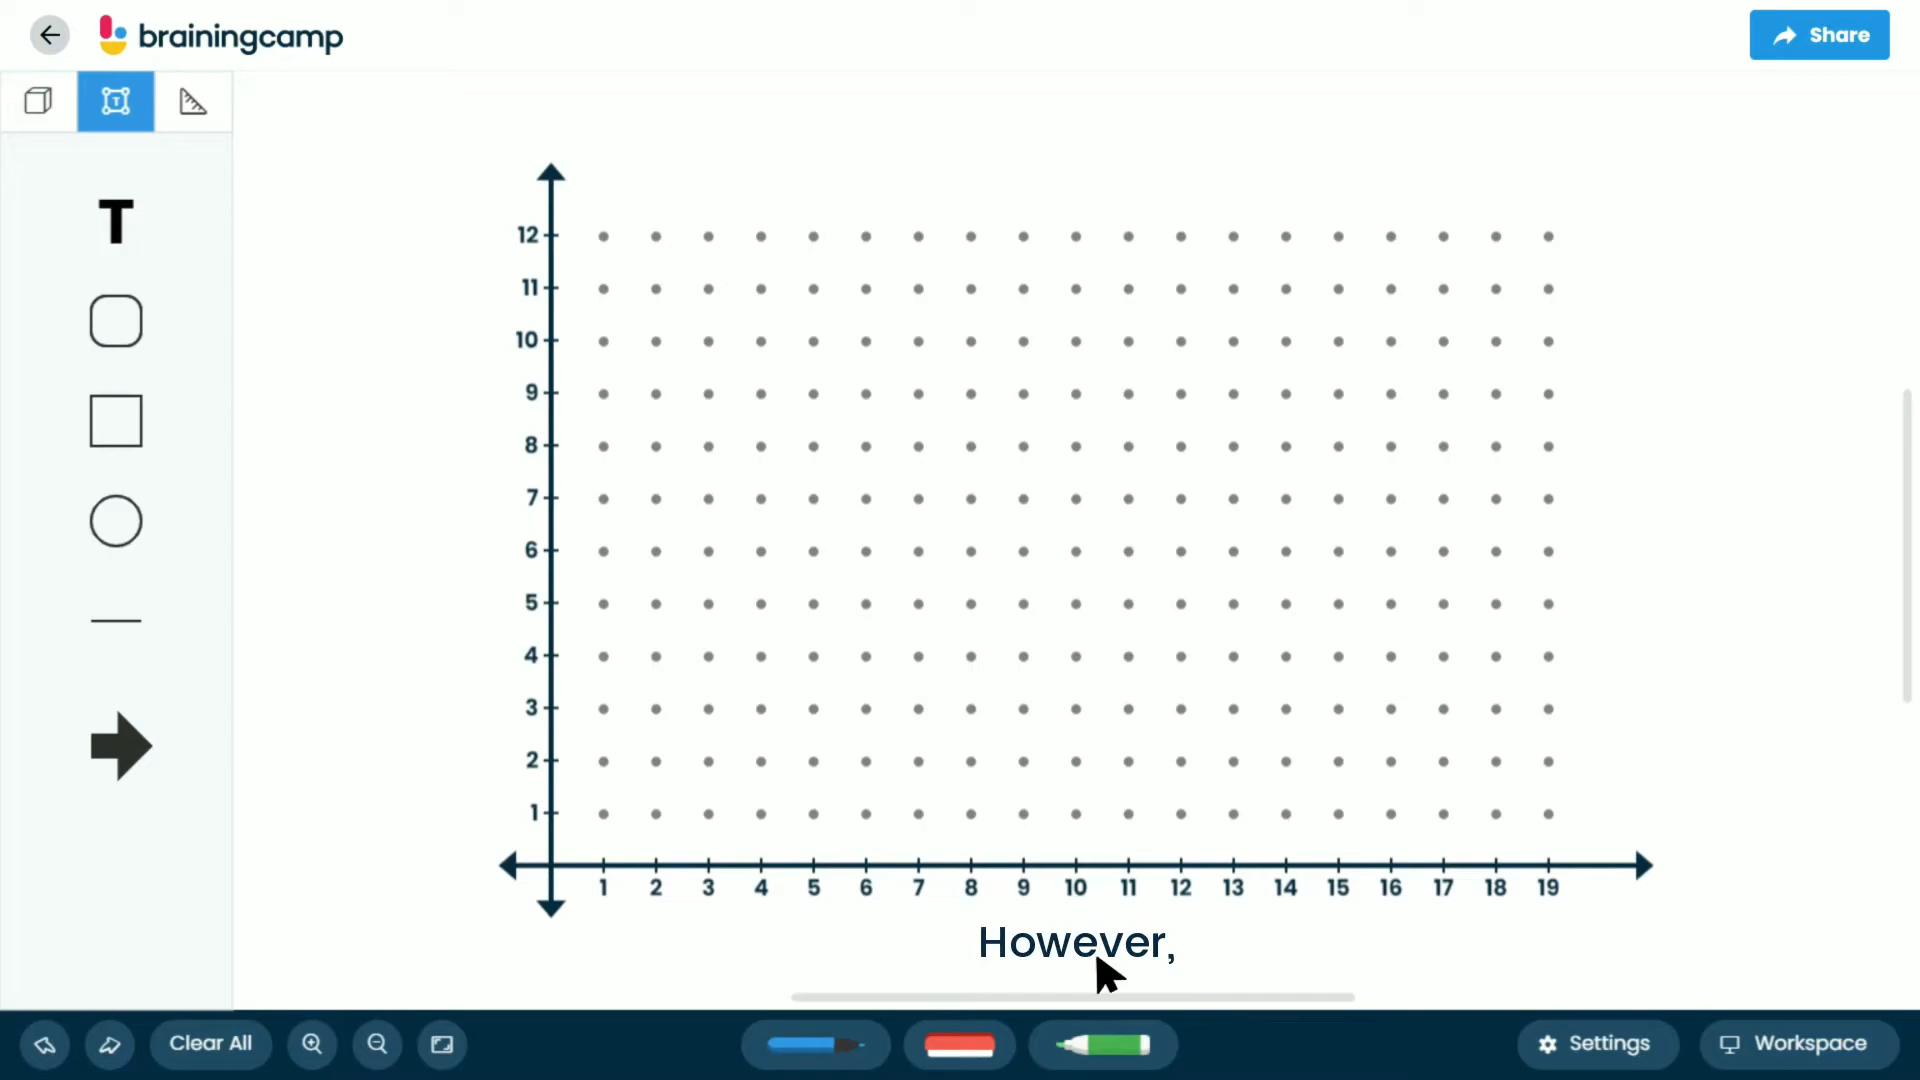 brainingcamp
Share
T
T
12
11
10
9
8
7
6
5
4
3
2
1
1 2 3 4 5 6 7 8 9 10 11 12 13 14 15 16 17 18 19
However,
Clear All
Settings
Workspace